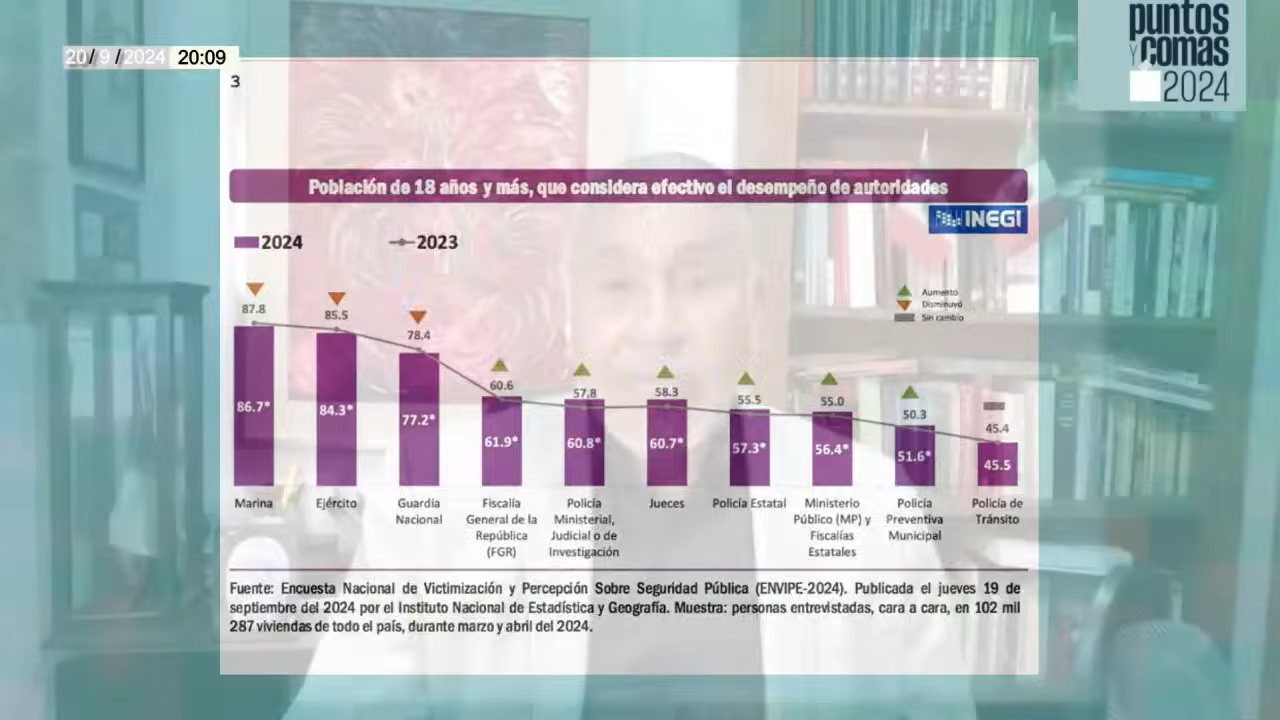 20/ 9 /2024 20:09
puntos
y comas
2024
3
Población de 18 años y más, que considera efectivo el desempeño de autoridades
INEGI
2024
2023
Aumento
Disminuyó
Sin cambio
87.8
85.5
78.4
60.6
57.8
58.3
55.5
55.0
50.3
45.4
86.7*
84.3*
77.2*
61.9*
60.8*
60.7*
57.3*
56.4*
51.6*
45.5
Marina
Ejército
Guardia
Nacional
Fiscalía
General de la
República
(FGR)
Policía
Ministerial,
Judicial o de
Investigación
Jueces
Policía Estatal
Ministerio
Público (MP) y
Fiscalías
Estatales
Policía
Preventiva
Municipal
Policía de
Tránsito
Fuente: Encuesta Nacional de Victimización y Percepción Sobre Seguridad Pública (ENVIPE-2024). Publicada el jueves 19 de
septiembre del 2024 por el Instituto Nacional de Estadística y Geografía. Muestra: personas entrevistadas, cara a cara, en 102 mil
287 viviendas de todo el país, durante marzo y abril del 2024.